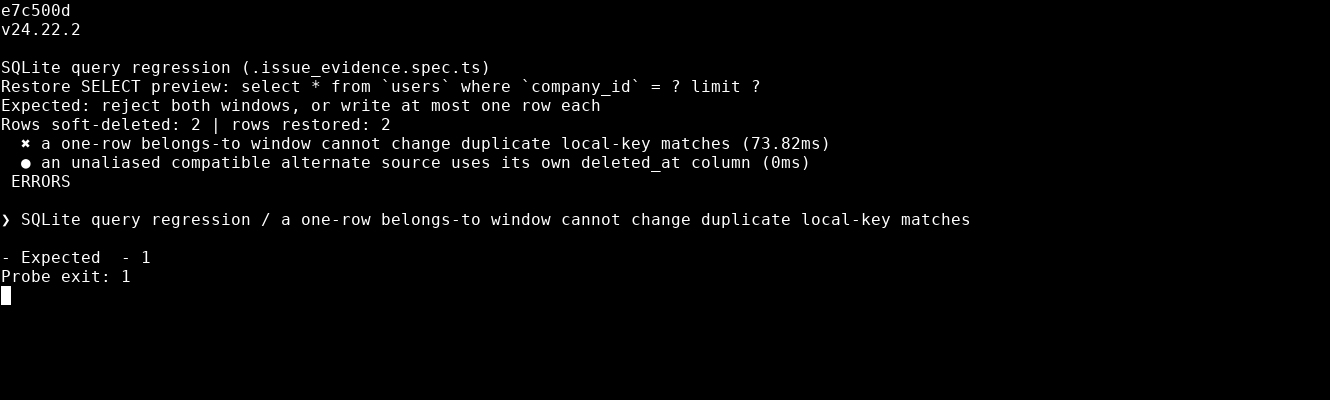 e7c500d
v24.22.2
SQLite query regression (.issue_evidence.spec.ts)
Restore SELECT preview: select * from `users` where `company_id` = ? limit ?
Expected: reject both windows, or write at most one row each
Rows soft-deleted: 2 | rows restored: 2
✖ a one-row belongs-to window cannot change duplicate local-key matches (73.82ms)
● an unaliased compatible alternate source uses its own deleted_at column (0ms)
ERRORS
❯ SQLite query regression / a one-row belongs-to window cannot change duplicate local-key matches
- Expected  - 1
Probe exit: 1